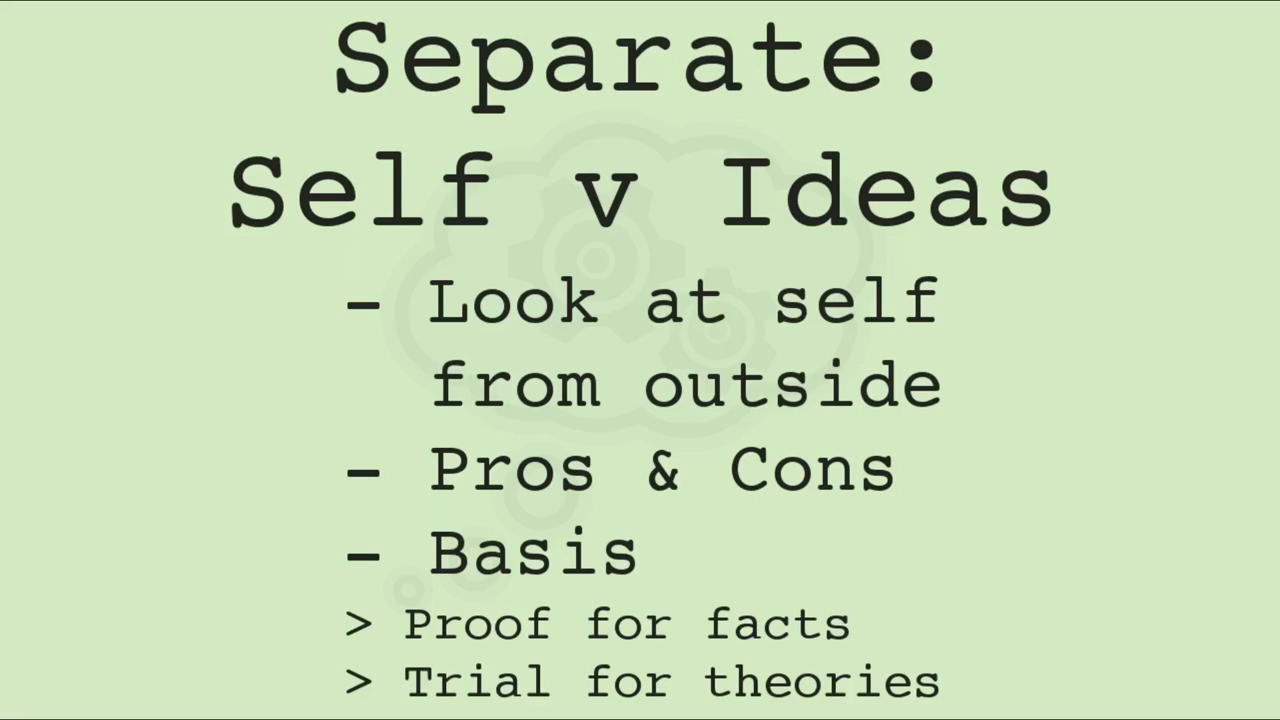 Separate:
Self v Ideas
- Look at self
from outside
- Pros & Cons
- Basis
> Proof for facts
> Trial for theories